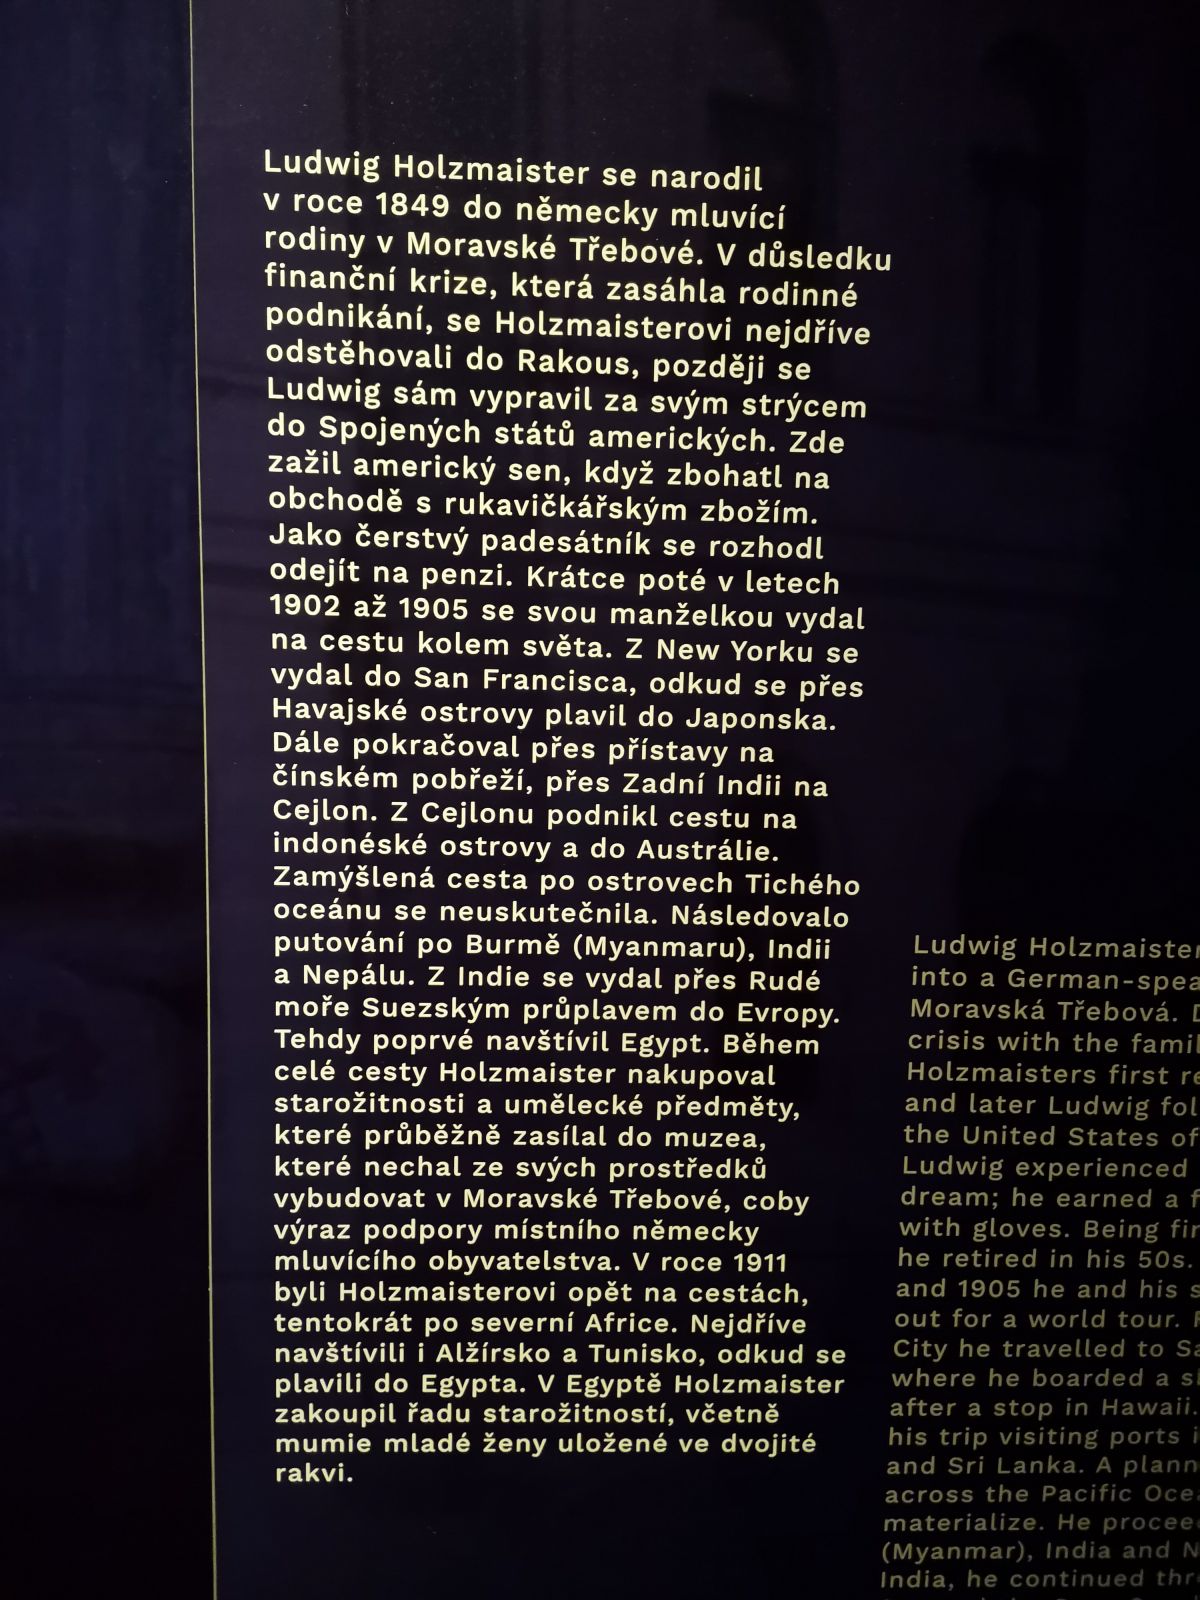 Ludwig Holzmaister se narodil
v roce 1849 do německy mluvící
rodiny v Moravské Třebové. V důsledku
finanční krize, která zasáhla rodinné
podnikání, se Holzmaisterovi nejdříve
odstěhovali do Rakous, později se
Ludwig sám vypravil za svým strýcem
do Spojených států amerických. Zde
zažil americký sen, když zbohatl na
obchodě s rukavičkářským zbožím.
Jako čerstvý padesátník se rozhodl
odejít na penzi. Krátce poté v letech
1902 až 1905 se svou manželkou vydal
na cestu kolem světa. Z New Yorku se
vydal do San Francisca, odkud se přes
Havajské ostrovy plavil do Japonska.
Dále pokračoval přes přístavy na
čínském pobřeží, přes Zadní Indii na
Cejlon. Z Cejlonu podnikl cestu na
indonéské ostrovy a do Austrálie.
Zamýšlená cesta po ostrovech Tichého
oceánu se neuskutečnila. Následovalo
putování po Burmě (Myanmaru), Indii
a Nepálu. Z Indie se vydal přes Rudé
moře Suezským průplavem do Evropy.
Tehdy poprvé navštívil Egypt. Během
celé cesty Holzmaister nakupoval
starožitnosti a umělecké předměty,
které průběžně zasílal do muzea,
které nechal ze svých prostředků
vybudovat v Moravské Třebové, coby
výraz podpory místního německy
mluvícího obyvatelstva. V roce 1911
byli Holzmaisterovi opět na cestách,
tentokrát po severní Africe. Nejdříve
navštívili i Alžírsko a Tunisko, odkud se
plavili do Egypta. V Egyptě Holzmaister
zakoupil řadu starožitností, včetně
mumie mladé ženy uložené ve dvojité
rakvi.
Ludwig Holzmaister
into a German-spea
Moravská Třebová.
crisis with the famil
Holzmaisters first re
and later Ludwig fol
the United States of
Ludwig experienced
dream; he earned a f
with gloves. Being fir
he retired in his 50s.
and 1905 he and his s
out for a world tour.
City he travelled to Sa
where he boarded a s
after a stop in Hawaii.
his trip visiting ports i
and Sri Lanka. A plann
across the Pacific Oce
materialize. He procee
(Myanmar), India and N
India, he continued thr